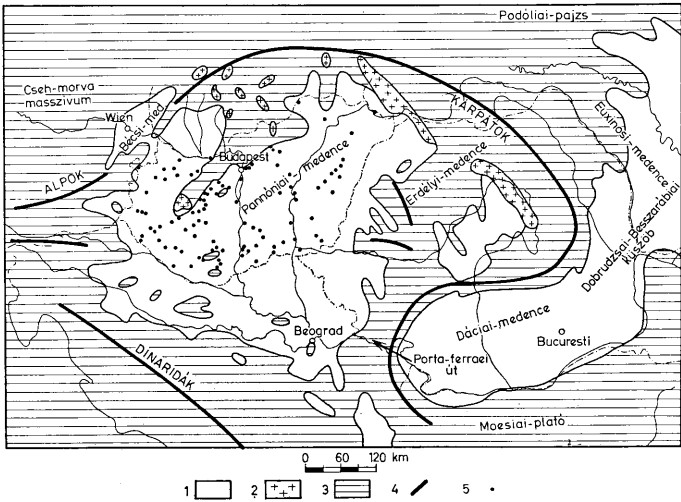 Podóliai-pajzs
Cseh-morva
masszívum
Wien
Bécsi-med.
KÁRPÁTOK
Euxinosi-medence
Budapest
Pannóniai-medence
Erdélyi-medence
ALPOK
Dobrudzsai-Besszarábiai
küszöb
Beograd
Dáciai-medence
Bucuresti
Porta-ferraei
út
DINARIDÁK
Moesiai-plató
0 60 120 km
1 2 3 4 5